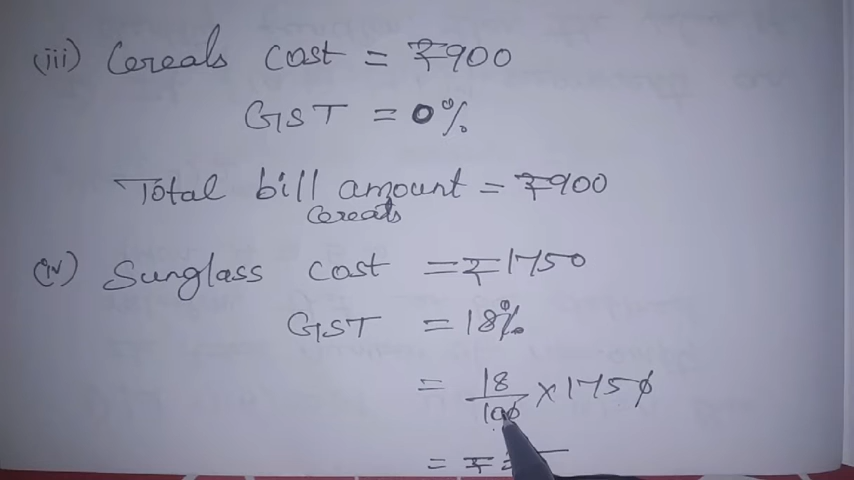 (iii) Cereals cost = ₹900
GST = 0%
Total bill amount = ₹900
Cereals
(iv) Sunglass cost = ₹1750
GST = 18%
= 18/100 × 1750
= ₹